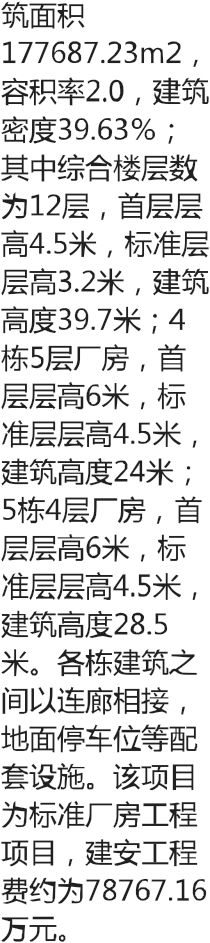 筑面积
177687.23m2，
容积率2.0，建筑
密度39.63%；
其中综合楼层数
为12层，首层层
高4.5米，标准层
层高3.2米，建筑
高度39.7米；4
栋5层厂房，首
层层高6米，标
准层层高4.5米，
建筑高度24米；
5栋4层厂房，首
层层高6米，标
准层层高4.5米，
建筑高度28.5
米。各栋建筑之
间以连廊相接，
地面停车位等配
套设施。该项目
为标准厂房工程
项目，建安工程
费约为78767.16
万元。